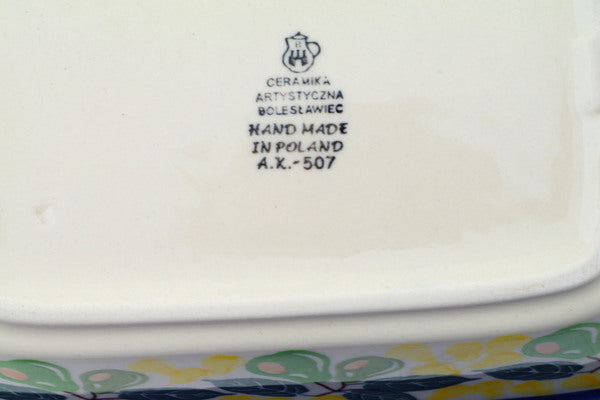 B
CERAMIKA
ARTYSTYCZNA
BOLESŁAWIEC
HAND MADE
IN POLAND
A.K.-507